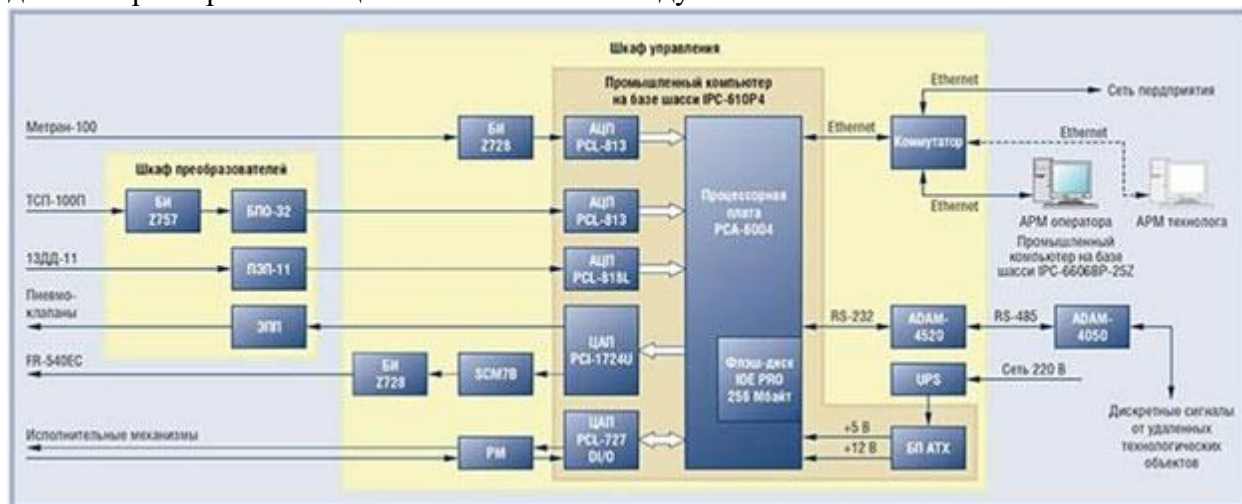 Шкаф управления
Промышленный компьютер
на базе шасси IPC-610P4
Метран-100
БИ
Z728
АЦП
PCL-813
Ethernet
Коммутатор
Ethernet
Сеть пердприятия
Ethernet
Ethernet
АРМ оператора
АРМ технолога
Промышленный
компьютер на базе
шасси IPC-6606BP-25Z
Шкаф преобразователей
ТСП-100П
БИ
Z757
БПО-32
АЦП
PCL-813
Процессорная
плата
PCA-6004
13ДД-11
ПЭП-11
АЦП
PCL-818L
Пневмо-
клапаны
ЭПП
ЦАП
PCI-1724U
RS-232
ADAM-
4520
RS-485
ADAM-
4050
FR-540EC
БИ
Z728
SCM7B
Флэш-диск
IDE PRO
256 Мбайт
UPS
Сеть 220 В
Исполнительные механизмы
РМ
ЦАП
PCL-727
DI/O
+5 В
+12 В
БП ATX
Дискретные сигналы
от удаленных
технологических
объектов